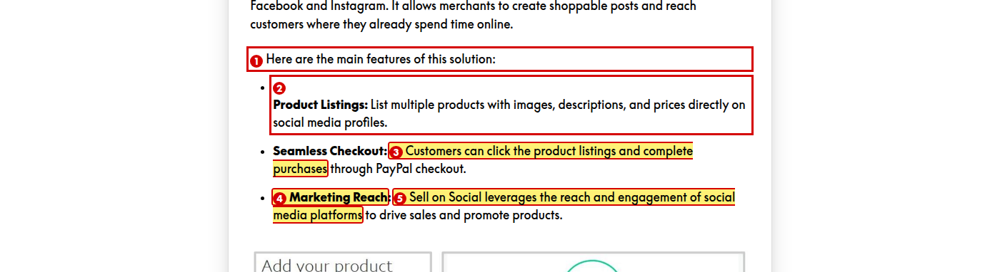 Facebook and Instagram. It allows merchants to create shoppable posts and reach
customers where they already spend time online.
1 Here are the main features of this solution:
• 2
Product Listings: List multiple products with images, descriptions, and prices directly on
social media profiles.
• Seamless Checkout: 3 Customers can click the product listings and complete
purchases through PayPal checkout.
• 4 Marketing Reach: 5 Sell on Social leverages the reach and engagement of social
media platforms to drive sales and promote products.
Add your product